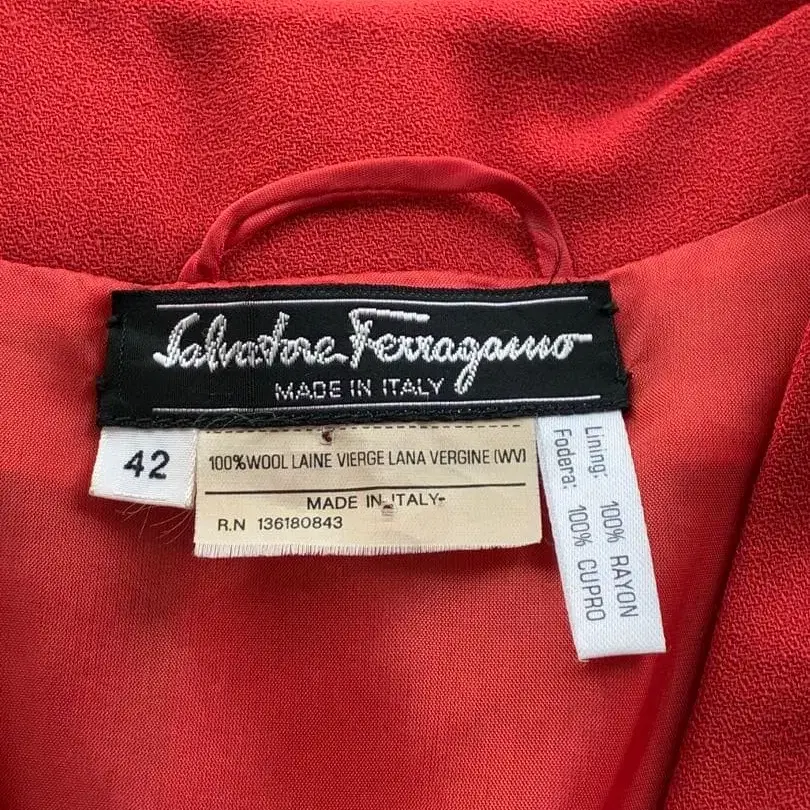 Salvatore Ferragamo
MADE IN ITALY
42
100%WOOL LAINE VIERGE LANA VERGINE (WV)
MADE IN ITALY-
R.N 136180843
Lining: 100% RAYON
Fodera: 100% CUPRO